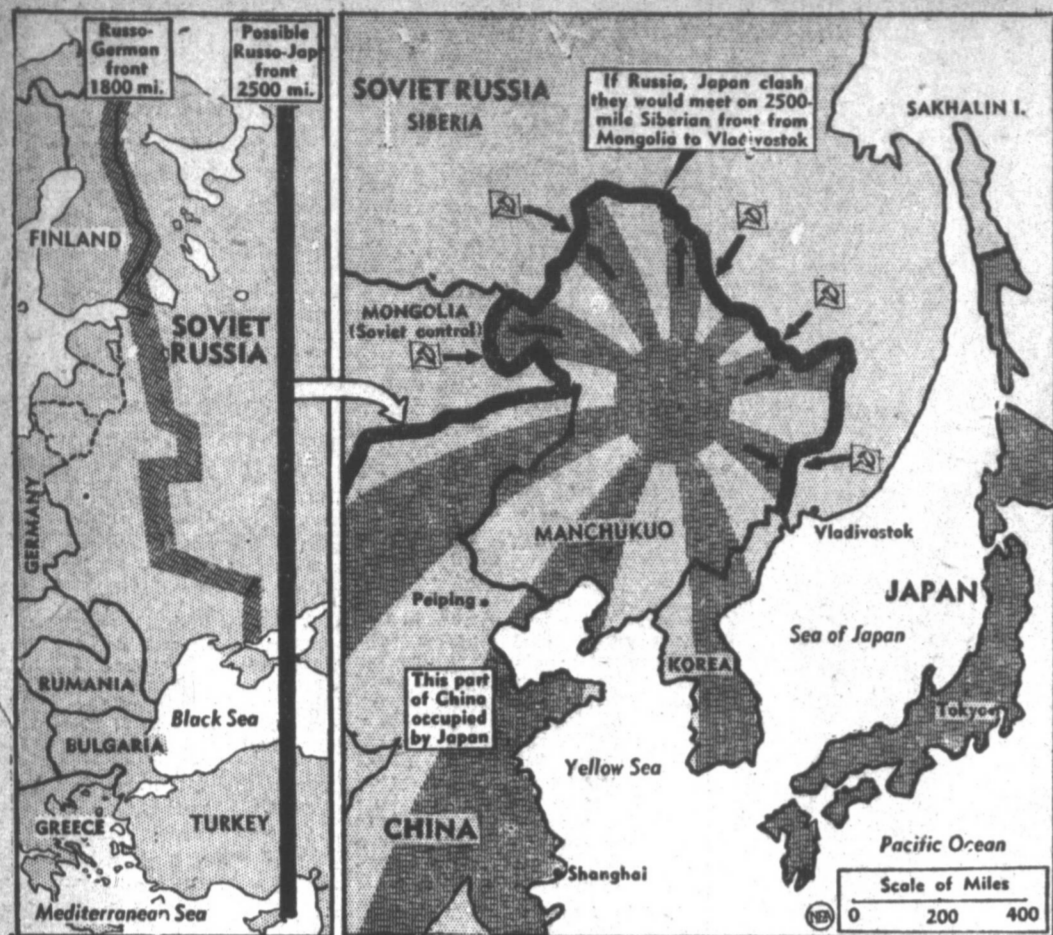 Russo-
German
front
1800 mi.
Possible
Russo-Jap
front
2500 mi.
FINLAND
SOVIET
RUSSIA
GERMANY
RUMANIA
Black Sea
BULGARIA
GREECE
TURKEY
Mediterranean Sea
SOVIET RUSSIA
SIBERIA
If Russia, Japan clash
they would meet on 2500-
mile Siberian front from
Mongolia to Vladivostok
SAKHALIN I.
MONGOLIA
(Soviet control)
MANCHUKUO
Vladivostok
Peiping
JAPAN
Sea of Japan
KOREA
This part
of China
occupied
by Japan
Tokyo
Yellow Sea
CHINA
Pacific Ocean
Shanghai
Scale of Miles
0 200 400
NEA